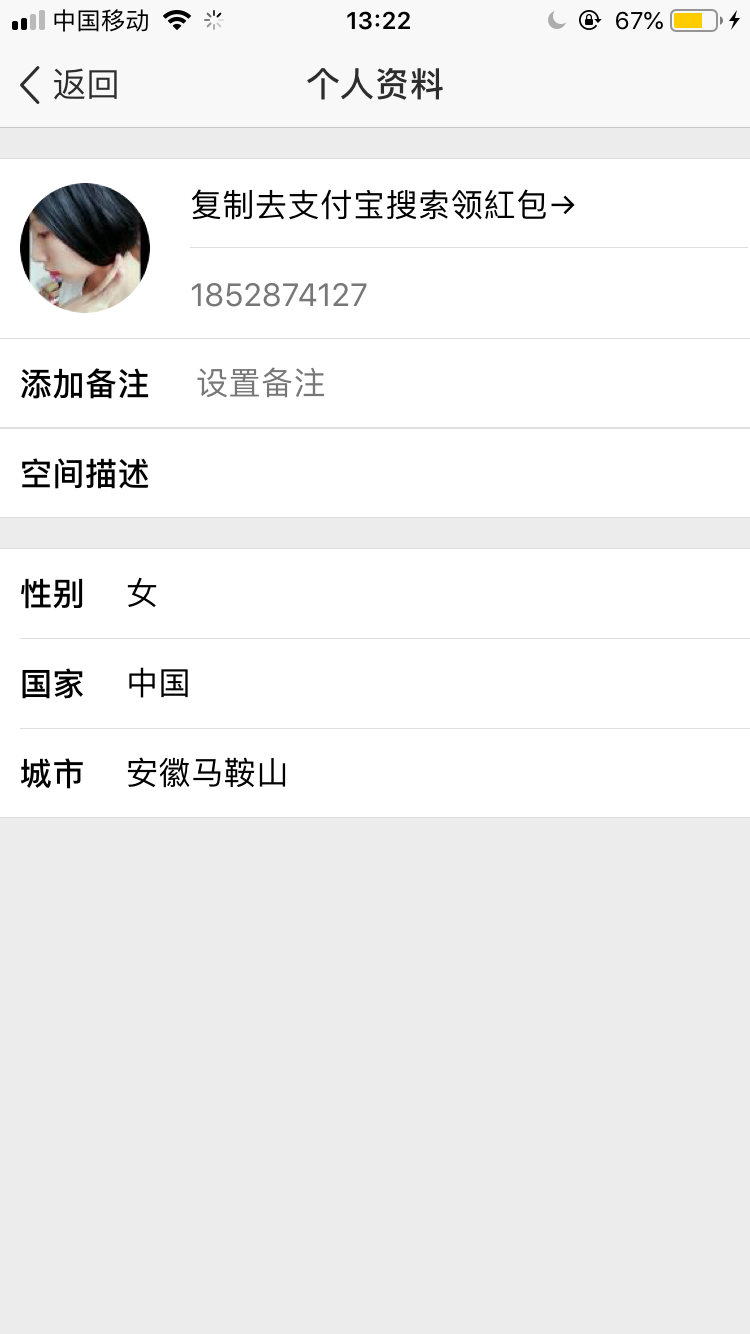 中国移动 13:22 67%
返回 个人资料
复制去支付宝搜索领紅包→
1852874127
添加备注 设置备注
空间描述
性别 女
国家 中国
城市 安徽马鞍山